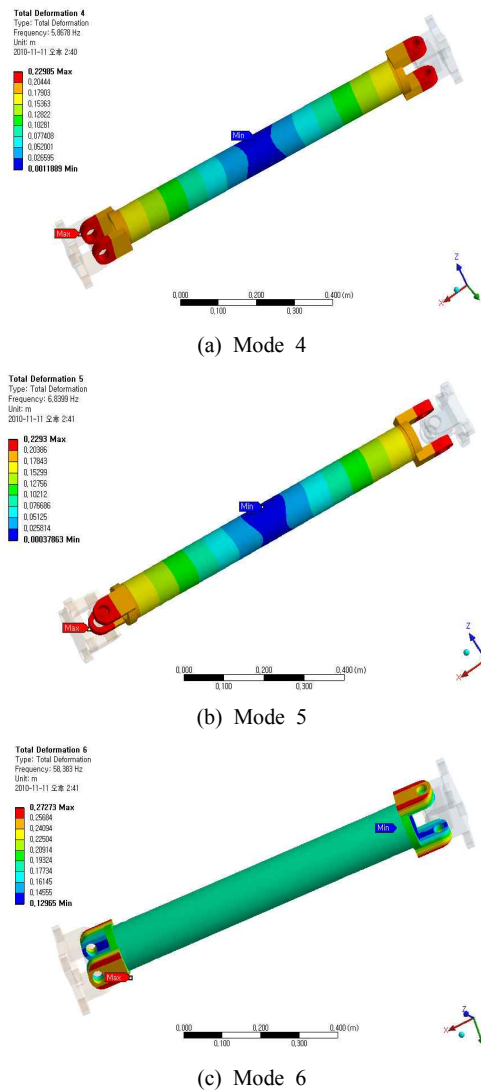 Total Deformation 4
Type: Total Deformation
Frequency: 5,8678 Hz
Unit: m
2010-11-11 오후 2:40
0,22905 Max
0,20444
0,17903
0,15363
0,12822
0,10281
0,077408
0,052001
0,026595
0,0011889 Min
Min
Max
0,000
0,200
0,400 (m)
0,100
0,300
Z
X
(a) Mode 4
Total Deformation 5
Type: Total Deformation
Frequency: 6,8399 Hz
Unit: m
2010-11-11 오후 2:41
0,2293 Max
0,20386
0,17843
0,15299
0,12756
0,10212
0,076686
0,05125
0,025814
0,00037863 Min
Min
Max
0,000
0,200
0,400 (m)
0,100
0,300
Z
X
(b) Mode 5
Total Deformation 6
Type: Total Deformation
Frequency: 58,383 Hz
Unit: m
2010-11-11 오후 2:41
0,27273 Max
0,25684
0,24094
0,22504
0,20914
0,19324
0,17734
0,16145
0,14555
0,12965 Min
Min
Max
0,000
0,200
0,400 (m)
0,100
0,300
Z
X
(c) Mode 6